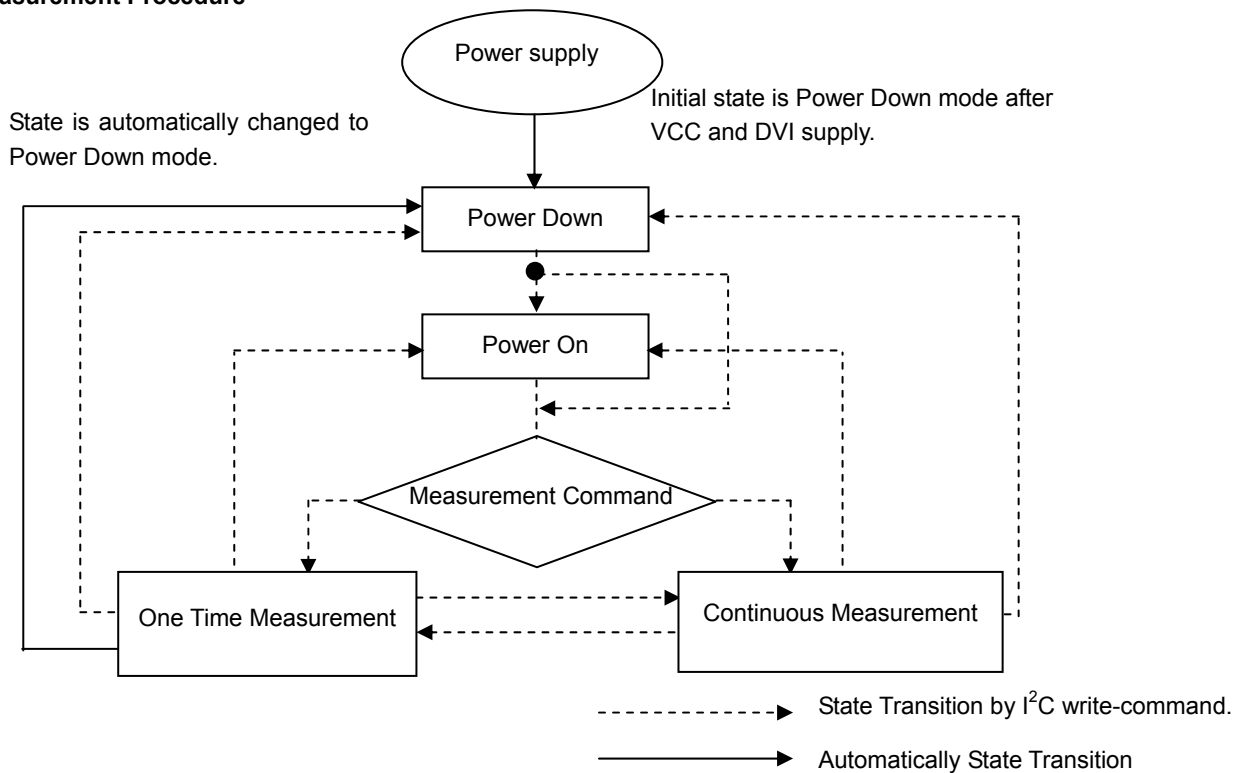 Power supply
Initial state is Power Down mode after
VCC and DVI supply.
State is automatically changed to
Power Down mode.
Power Down
Power On
Measurement Command
One Time Measurement
Continuous Measurement
State Transition by I²C write-command.
Automatically State Transition